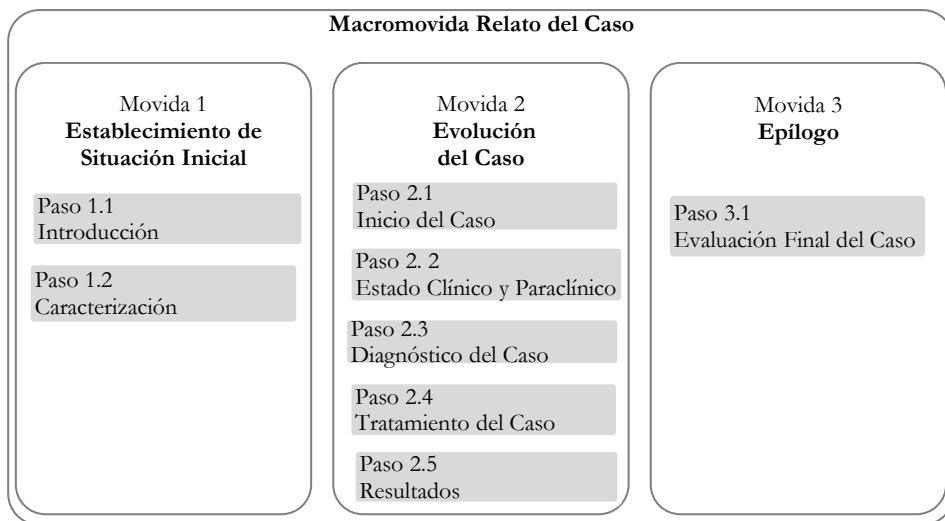 Macromovida Relato del Caso
Movida 1
Establecimiento de
Situación Inicial
Paso 1.1
Introducción
Paso 1.2
Caracterización
Movida 2
Evolución
del Caso
Paso 2.1
Inicio del Caso
Paso 2. 2
Estado Clínico y Paraclínico
Paso 2.3
Diagnóstico del Caso
Paso 2.4
Tratamiento del Caso
Paso 2.5
Resultados
Movida 3
Epílogo
Paso 3.1
Evaluación Final del Caso